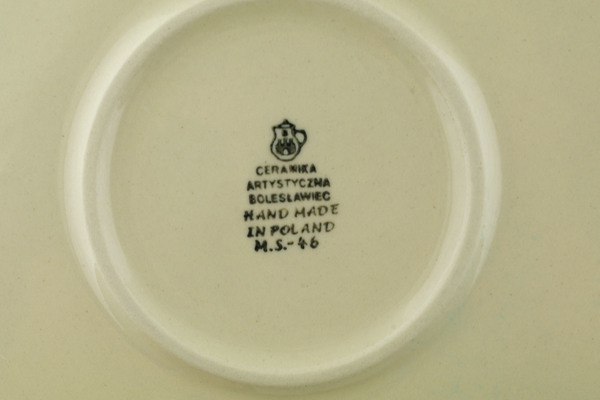 CERAMIKA
ARTYSTYCZNA
BOLESŁAWIEC
HAND MADE
IN POLAND
M.S.-46